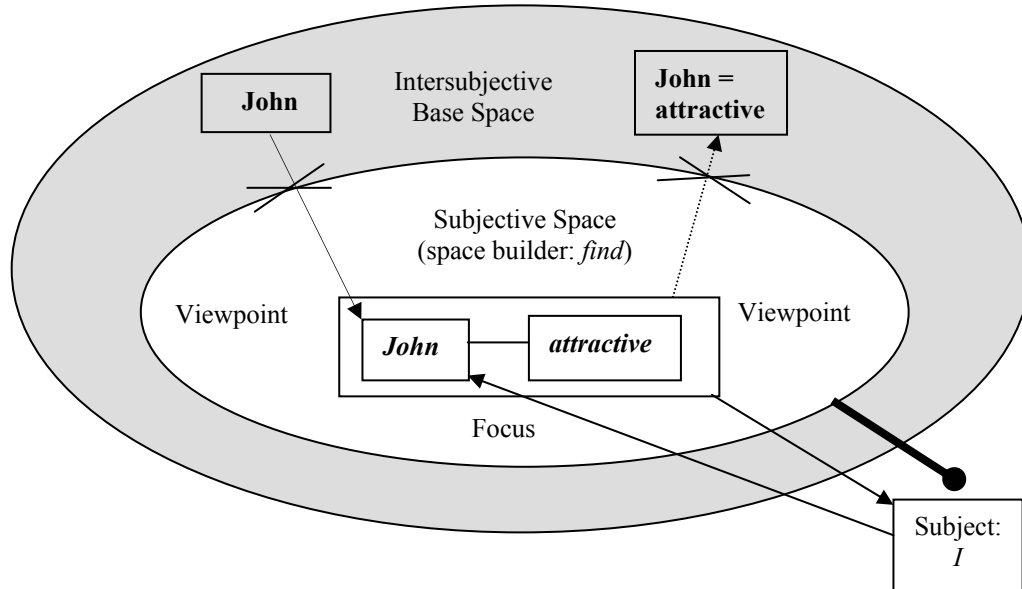 John
Intersubjective
Base Space
John =
attractive
Subjective Space
(space builder: find)
Viewpoint
Viewpoint
John
attractive
Focus
Subject:
I